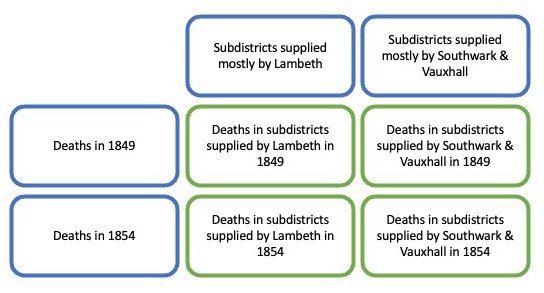 Subdistricts supplied
mostly by Lambeth
Subdistricts supplied
mostly by Southwark &
Vauxhall
Deaths in 1849
Deaths in subdistricts
supplied by Lambeth in
1849
Deaths in subdistricts
supplied by Southwark &
Vauxhall in 1849
Deaths in 1854
Deaths in subdistricts
supplied by Lambeth in
1854
Deaths in subdistricts
supplied by Southwark &
Vauxhall in 1854